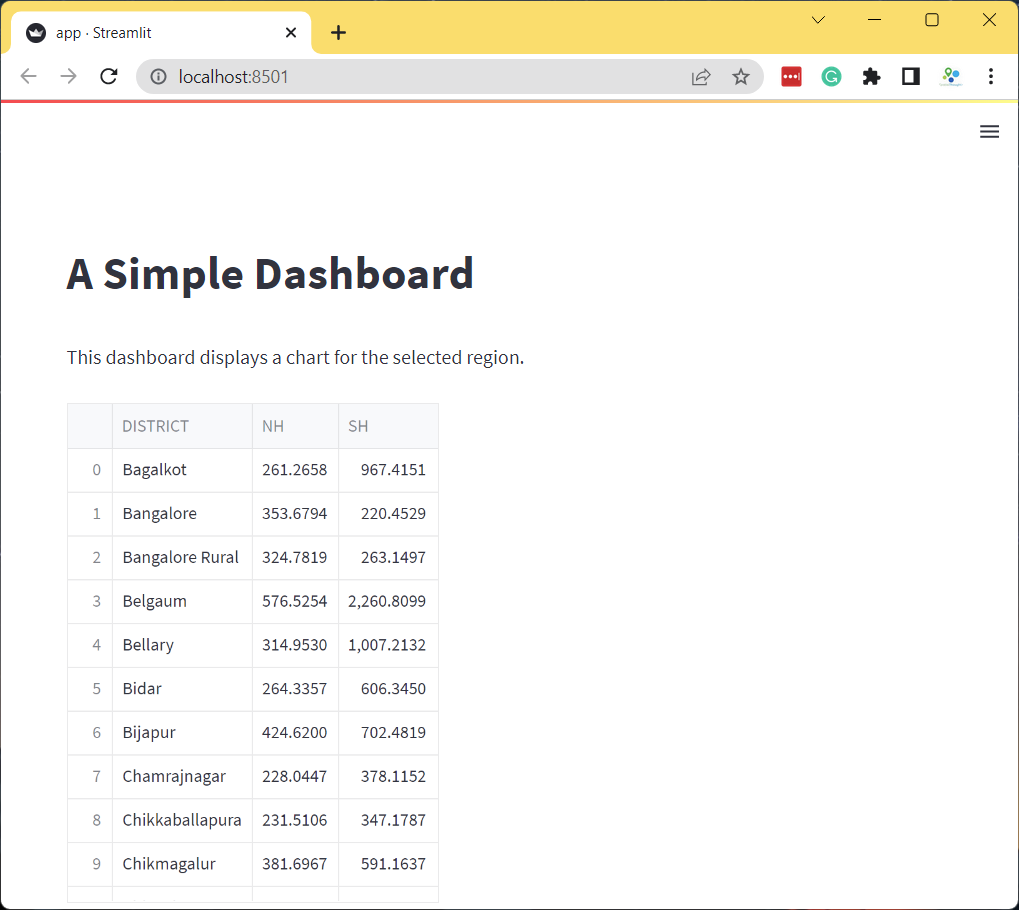 app · Streamlit
localhost:8501
A Simple Dashboard
This dashboard displays a chart for the selected region.
DISTRICT NH SH
0 Bagalkot 261.2658 967.4151
1 Bangalore 353.6794 220.4529
2 Bangalore Rural 324.7819 263.1497
3 Belgaum 576.5254 2,260.8099
4 Bellary 314.9530 1,007.2132
5 Bidar 264.3357 606.3450
6 Bijapur 424.6200 702.4819
7 Chamrajnagar 228.0447 378.1152
8 Chikkaballapura 231.5106 347.1787
9 Chikmagalur 381.6967 591.1637